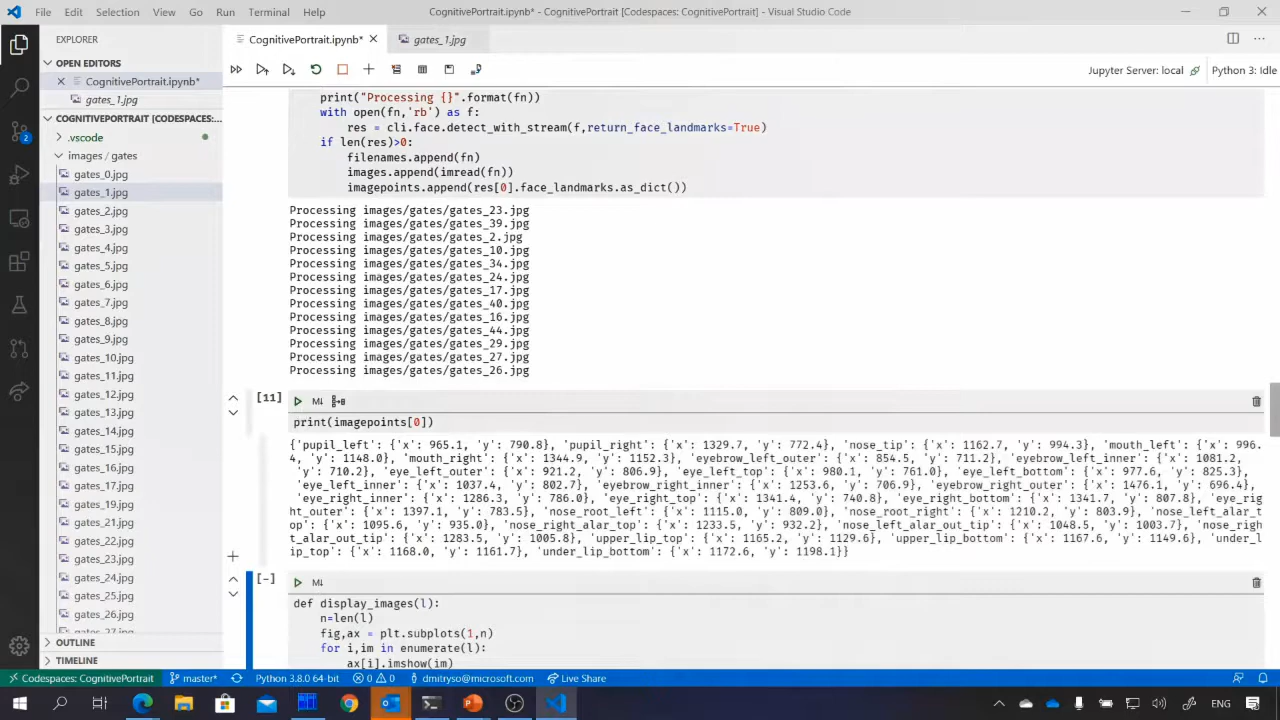 File Edit Selection View Go Run Terminal Help
CognitivePortrait.ipynb* - CognitivePortrait [Codespaces: CognitivePortrait] - Visual Studio Code
EXPLORER
OPEN EDITORS
CognitivePortrait.ipynb*
gates_1.jpg
COGNITIVEPORTRAIT [CODESPACES:...
.vscode
images / gates
gates_0.jpg
gates_1.jpg
gates_2.jpg
gates_3.jpg
gates_4.jpg
gates_5.jpg
gates_6.jpg
gates_7.jpg
gates_8.jpg
gates_9.jpg
gates_10.jpg
gates_11.jpg
gates_12.jpg
gates_13.jpg
gates_14.jpg
gates_15.jpg
gates_16.jpg
gates_17.jpg
gates_18.jpg
gates_19.jpg
gates_21.jpg
gates_22.jpg
gates_23.jpg
gates_24.jpg
gates_25.jpg
gates_26.jpg
gates_27.jpg
OUTLINE
TIMELINE
2
CognitivePortrait.ipynb*
gates_1.jpg
Jupyter Server: local
Python 3: Idle
print("Processing {}".format(fn))
with open(fn,'rb') as f:
res = cli.face.detect_with_stream(f,return_face_landmarks=True)
if len(res)>0:
filenames.append(fn)
images.append(imread(fn))
imagepoints.append(res[0].face_landmarks.as_dict())
Processing images/gates/gates_23.jpg
Processing images/gates/gates_39.jpg
Processing images/gates/gates_2.jpg
Processing images/gates/gates_10.jpg
Processing images/gates/gates_34.jpg
Processing images/gates/gates_24.jpg
Processing images/gates/gates_17.jpg
Processing images/gates/gates_40.jpg
Processing images/gates/gates_16.jpg
Processing images/gates/gates_44.jpg
Processing images/gates/gates_29.jpg
Processing images/gates/gates_27.jpg
Processing images/gates/gates_26.jpg
[11]
M↓
print(imagepoints[0])
{'pupil_left': {'x': 965.1, 'y': 790.8}, 'pupil_right': {'x': 1329.7, 'y': 772.4}, 'nose_tip': {'x': 1162.7, 'y': 994.3}, 'mouth_left': {'x': 996.
4, 'y': 1148.0}, 'mouth_right': {'x': 1344.9, 'y': 1152.3}, 'eyebrow_left_outer': {'x': 854.5, 'y': 711.2}, 'eyebrow_left_inner': {'x': 1081.2,
'y': 710.2}, 'eye_left_outer': {'x': 921.2, 'y': 806.9}, 'eye_left_top': {'x': 980.1, 'y': 761.0}, 'eye_left_bottom': {'x': 977.6, 'y': 825.3},
'eye_left_inner': {'x': 1037.4, 'y': 802.7}, 'eyebrow_right_inner': {'x': 1253.6, 'y': 706.9}, 'eyebrow_right_outer': {'x': 1476.1, 'y': 696.4},
'eye_right_inner': {'x': 1286.3, 'y': 786.0}, 'eye_right_top': {'x': 1341.4, 'y': 740.8}, 'eye_right_bottom': {'x': 1341.7, 'y': 807.8}, 'eye_rig
ht_outer': {'x': 1397.1, 'y': 783.5}, 'nose_root_left': {'x': 1115.0, 'y': 809.0}, 'nose_root_right': {'x': 1210.2, 'y': 803.9}, 'nose_left_alar_t
op': {'x': 1095.6, 'y': 935.0}, 'nose_right_alar_top': {'x': 1233.5, 'y': 932.2}, 'nose_left_alar_out_tip': {'x': 1048.5, 'y': 1003.7}, 'nose_righ
t_alar_out_tip': {'x': 1283.5, 'y': 1005.8}, 'upper_lip_top': {'x': 1165.2, 'y': 1129.6}, 'upper_lip_bottom': {'x': 1167.6, 'y': 1149.6}, 'under_l
ip_top': {'x': 1168.0, 'y': 1161.7}, 'under_lip_bottom': {'x': 1172.6, 'y': 1198.1}}
[-]
M↓
def display_images(l):
n=len(l)
fig,ax = plt.subplots(1,n)
for i,im in enumerate(l):
ax[i].imshow(im)
Codespaces: CognitivePortrait master* Python 3.8.0 64-bit 0 0 dmitryso@microsoft.com Live Share
ENG